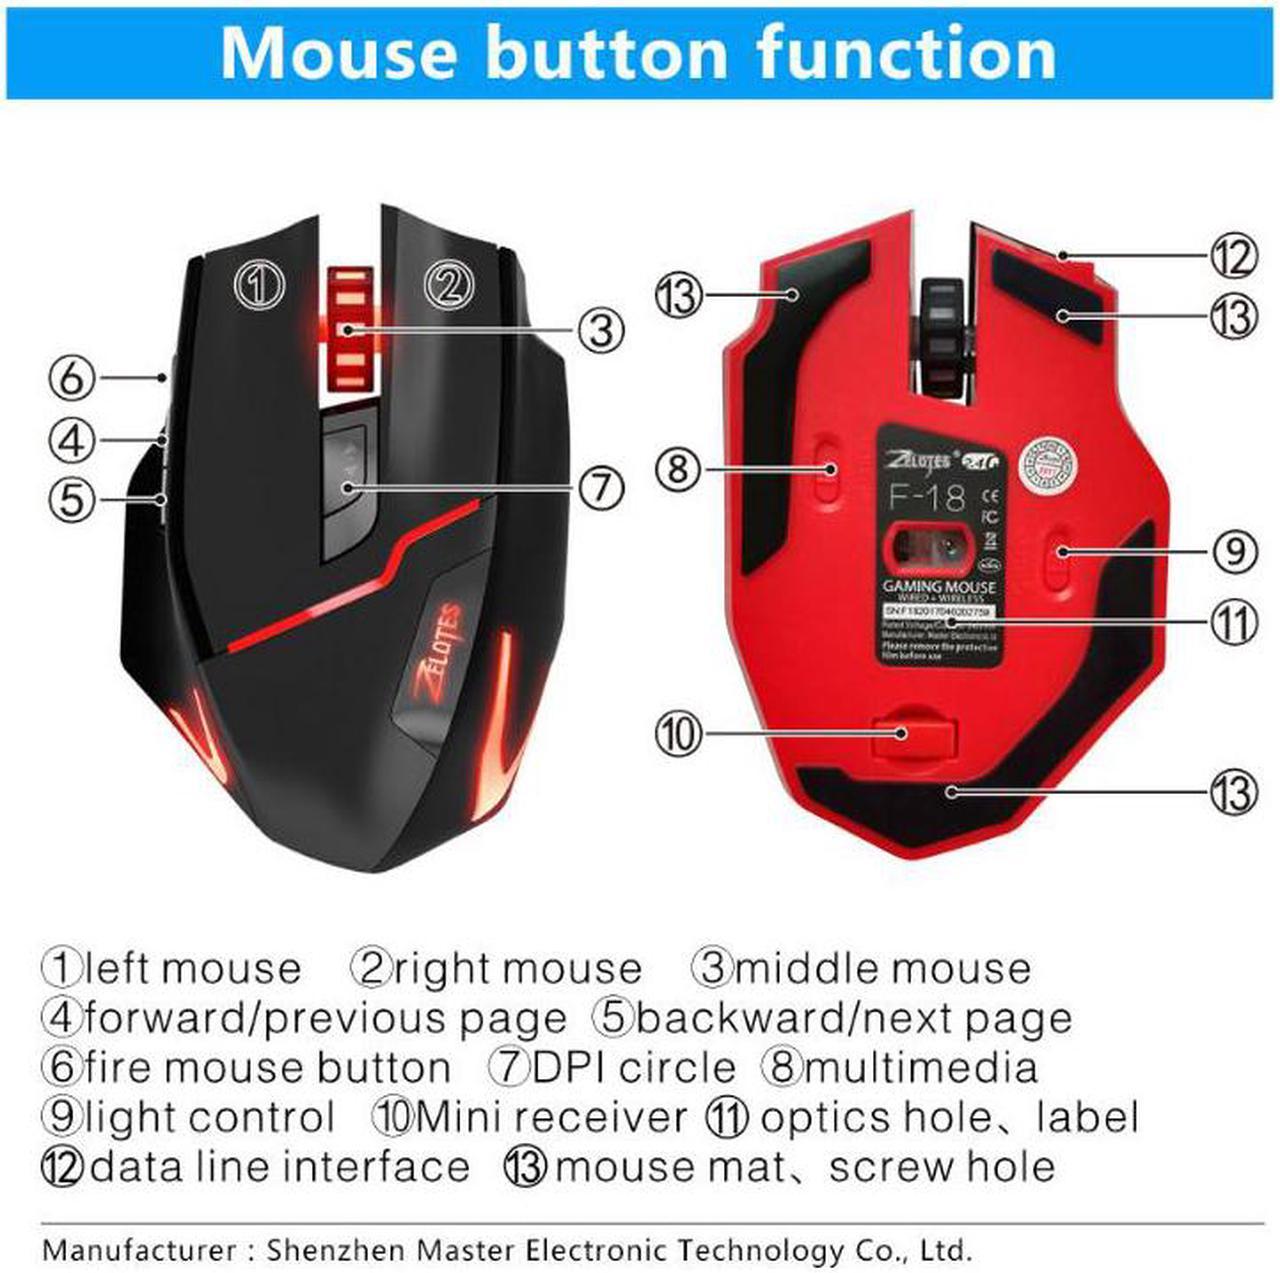 Mouse button function
① ②
③
⑥
④
⑤
⑦
ZELOTES
⑫
⑬
⑬
⑧
⑨
⑪
⑩
⑬
ZELOTES® 2.4G
F-18
GAMING MOUSE
WIRED + WIRELESS
Please remove the protective
film before use
①left mouse ②right mouse ③middle mouse
④forward/previous page ⑤backward/next page
⑥fire mouse button ⑦DPI circle ⑧multimedia
⑨light control ⑩Mini receiver ⑪ optics hole、label
⑫data line interface ⑬mouse mat、screw hole
Manufacturer : Shenzhen Master Electronic Technology Co., Ltd.